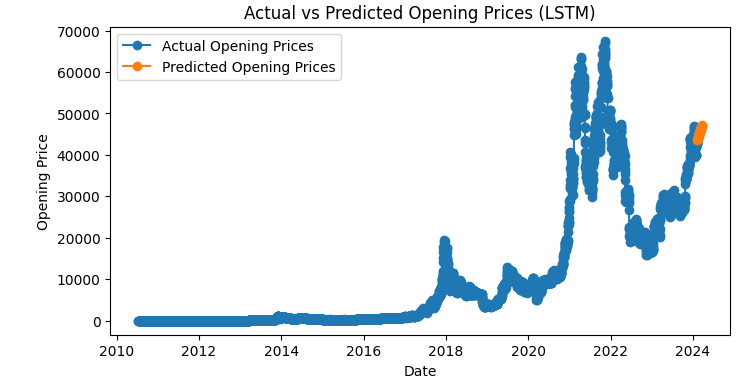 Actual vs Predicted Opening Prices (LSTM)
Actual Opening Prices
Predicted Opening Prices
Opening Price
70000
60000
50000
40000
30000
20000
10000
0
2010 2012 2014 2016 2018 2020 2022 2024
Date